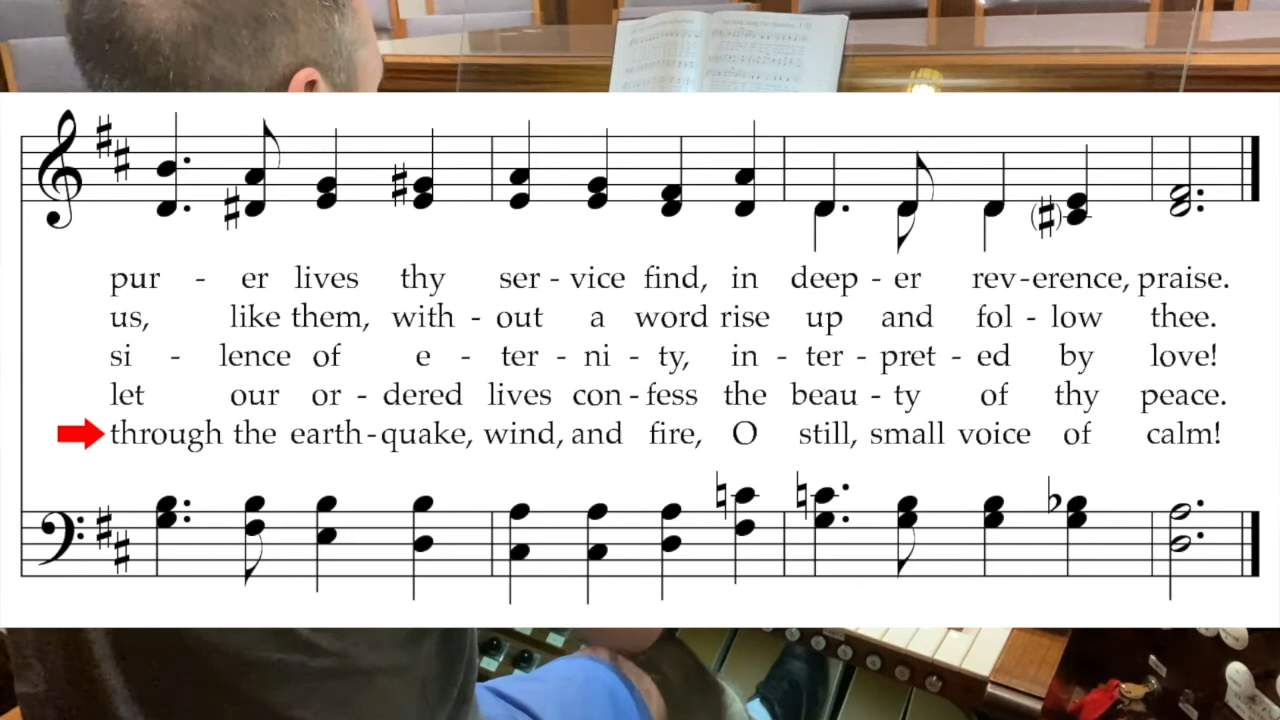 pur - er lives thy ser - vice find, in deep - er rev - erence, praise.
us, like them, with - out a word rise up and fol - low thee.
si - lence of e - ter - ni - ty, in - ter - pret - ed by love!
let our or - dered lives con - fess the beau - ty of thy peace.
through the earth - quake, wind, and fire, O still, small voice of calm!